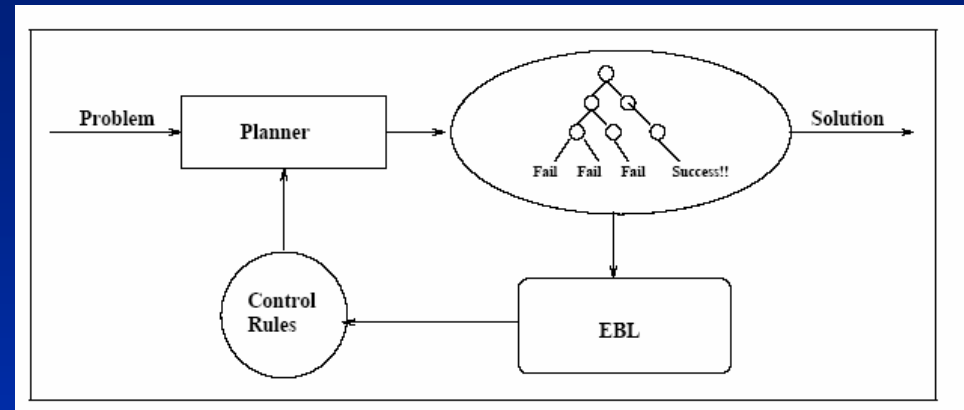 Problem
Planner
Solution
Fail Fail Fail Success!!
Control
Rules
EBL